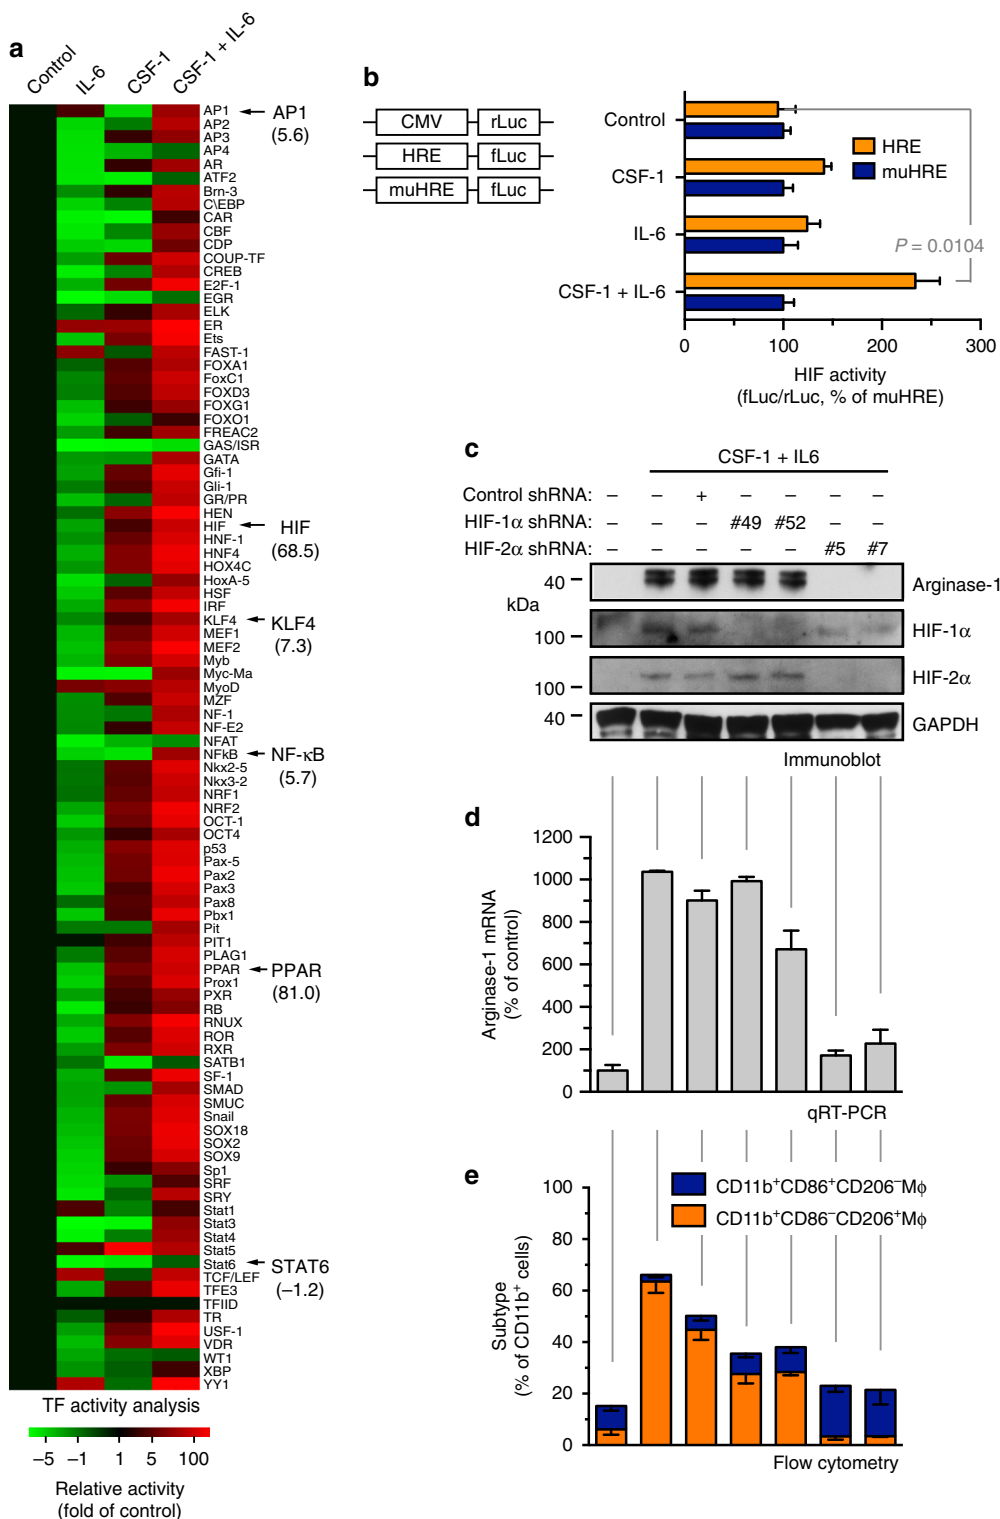 a
Control
IL-6
CSF-1
CSF-1 + IL-6
AP1
AP2
AP3
AP4
AR
ATF2
Brn-3
C\EBP
CAR
CBF
CDP
COUP-TF
CREB
E2F-1
EGR
ELK
ER
Ets
FAST-1
FOXA1
FoxC1
FOXD3
FOXG1
FOXO1
FREAC2
GAS/ISR
GATA
Gfi-1
Gli-1
GR/PR
HEN
HIF
HNF-1
HNF4
HOX4C
HoxA-5
HSF
IRF
KLF4
MEF1
MEF2
Myb
Myc-Ma
MyoD
MZF
NF-1
NF-E2
NFAT
NFkB
Nkx2-5
Nkx3-2
NRF1
NRF2
OCT-1
OCT4
p53
Pax-5
Pax2
Pax3
Pax8
Pbx1
Pit
PIT1
PLAG1
PPAR
Prox1
PXR
RB
RNUX
ROR
RXR
SATB1
SF-1
SMAD
SMUC
Snail
SOX18
SOX2
SOX9
Sp1
SRF
SRY
Stat1
Stat3
Stat4
Stat5
Stat6
TCF/LEF
TFE3
TFIID
TR
USF-1
VDR
WT1
XBP
YY1
AP1
(5.6)
HIF
(68.5)
KLF4
(7.3)
NF-κB
(5.7)
PPAR
(81.0)
STAT6
(–1.2)
TF activity analysis
–5 –1 1 5 100
Relative activity
(fold of control)
b
CMV rLuc
HRE fLuc
muHRE fLuc
Control
CSF-1
IL-6
CSF-1 + IL-6
HRE
muHRE
P = 0.0104
0 100 200 300
HIF activity
(fLuc/rLuc, % of muHRE)
c
CSF-1 + IL6
Control shRNA: – – + – – – –
HIF-1α shRNA: – – – #49 #52 – –
HIF-2α shRNA: – – – – – #5 #7
40
Arginase-1
kDa
100
HIF-1α
100
HIF-2α
40
GAPDH
Immunoblot
d
1200
1000
800
600
400
200
0
Arginase-1 mRNA
(% of control)
qRT-PCR
e
100
80
60
40
20
0
Subtype
(% of CD11b+ cells)
CD11b+CD86+CD206–Mϕ
CD11b+CD86–CD206+Mϕ
Flow cytometry